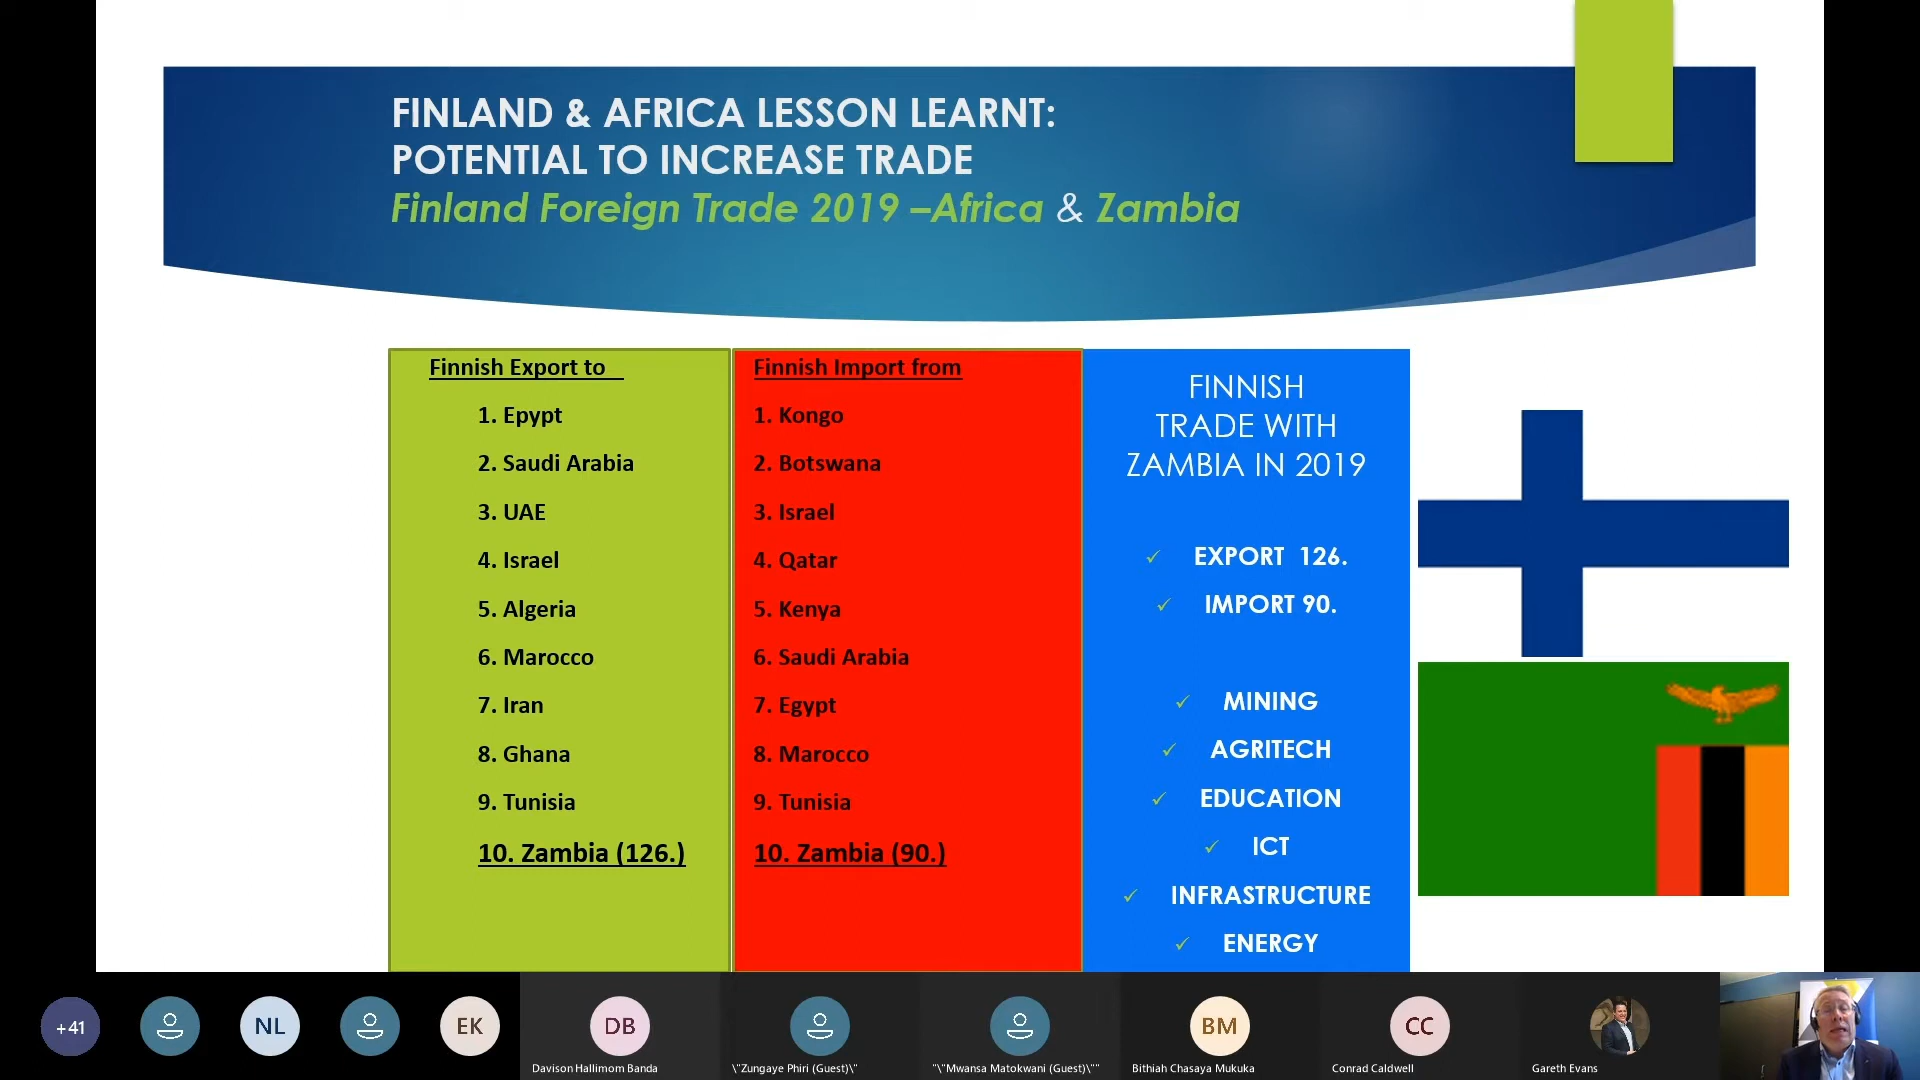 FINLAND & AFRICA LESSON LEARNT:
POTENTIAL TO INCREASE TRADE
Finland Foreign Trade 2019 –Africa & Zambia
Finnish Export to
1. Epypt
2. Saudi Arabia
3. UAE
4. Israel
5. Algeria
6. Marocco
7. Iran
8. Ghana
9. Tunisia
10. Zambia (126.)
Finnish Import from
1. Kongo
2. Botswana
3. Israel
4. Qatar
5. Kenya
6. Saudi Arabia
7. Egypt
8. Marocco
9. Tunisia
10. Zambia (90.)
FINNISH
TRADE WITH
ZAMBIA IN 2019
✓ EXPORT 126.
✓ IMPORT 90.
✓ MINING
✓ AGRITECH
✓ EDUCATION
✓ ICT
✓ INFRASTRUCTURE
✓ ENERGY
+41
NL
EK
DB
Davison Hallimom Banda
\"Zungaye Phiri (Guest)\"
"\"Mwansa Matokwani (Guest)\""
BM
Bithiah Chasaya Mukuka
CC
Conrad Caldwell
Gareth Evans